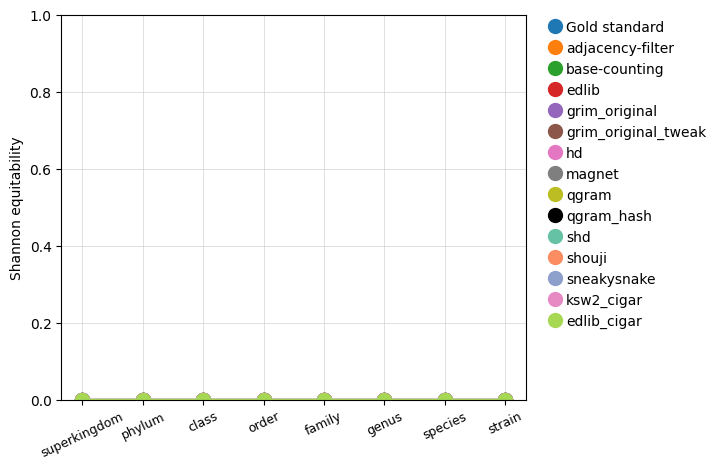 1.0
0.8
0.6
0.4
0.2
0.0
Shannon equitability
superkingdom
phylum
class
order
family
genus
species
strain
Gold standard
adjacency-filter
base-counting
edlib
grim_original
grim_original_tweak
hd
magnet
qgram
qgram_hash
shd
shouji
sneakysnake
ksw2_cigar
edlib_cigar